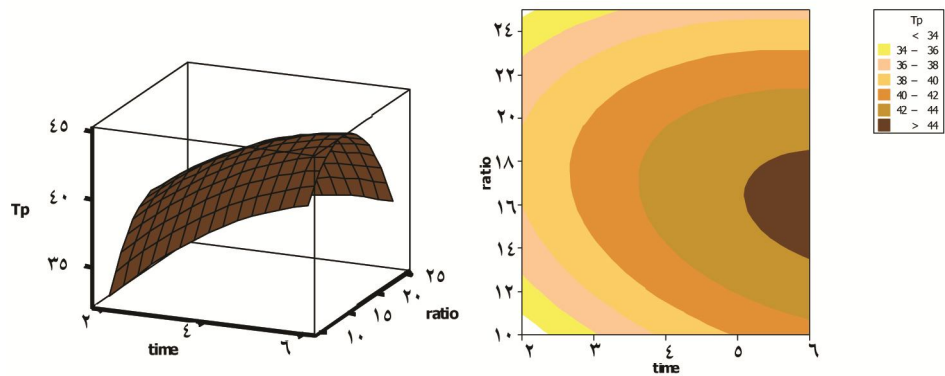 ٤٥
Tp ٤٠
٣٥
٢ ٤ ٦
time
١٠ ١٥ ٢٠ ٢٥
ratio
٢٤
٢٢
٢٠
١٨
١٦
١٤
١٢
١٠
ratio
٢ ٣ ٤ ٥ ٦
time
Tp
< 34
34 – 36
36 – 38
38 – 40
40 – 42
42 – 44
> 44